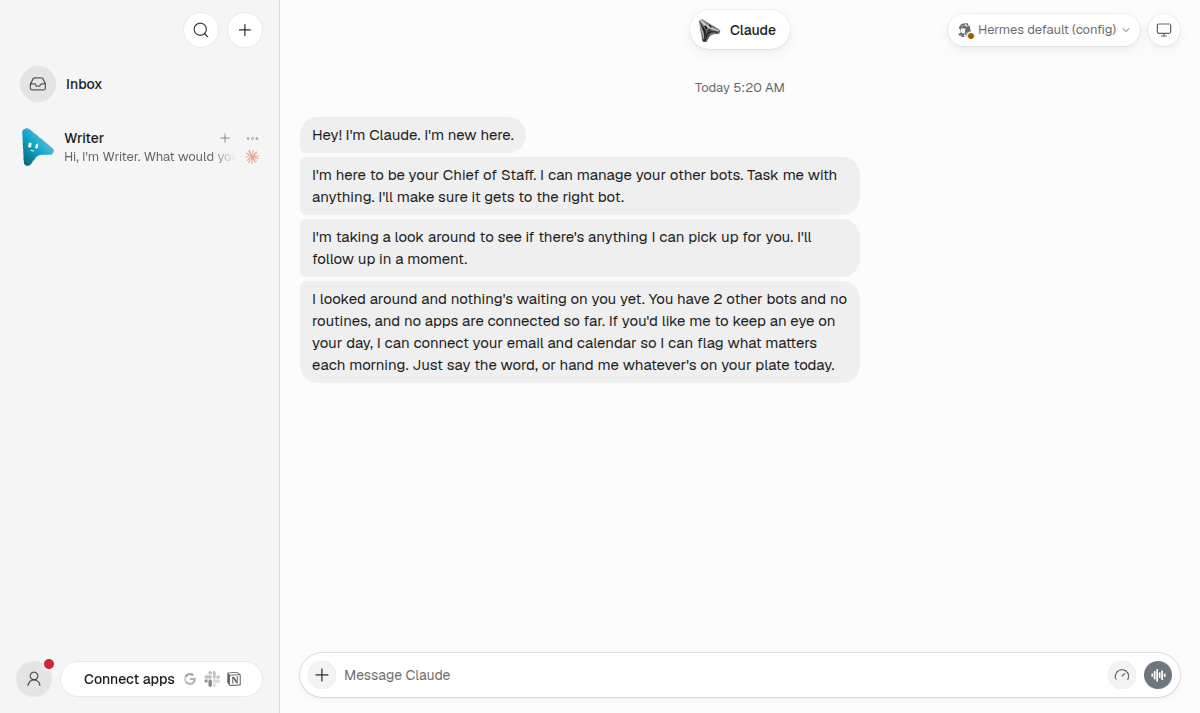 Claude
Hermes default (config)
Inbox
Writer
Hi, I'm Writer. What would you
Today 5:20 AM
Hey! I'm Claude. I'm new here.
I'm here to be your Chief of Staff. I can manage your other bots. Task me with
anything. I'll make sure it gets to the right bot.
I'm taking a look around to see if there's anything I can pick up for you. I'll
follow up in a moment.
I looked around and nothing's waiting on you yet. You have 2 other bots and no
routines, and no apps are connected so far. If you'd like me to keep an eye on
your day, I can connect your email and calendar so I can flag what matters
each morning. Just say the word, or hand me whatever's on your plate today.
Connect apps
Message Claude